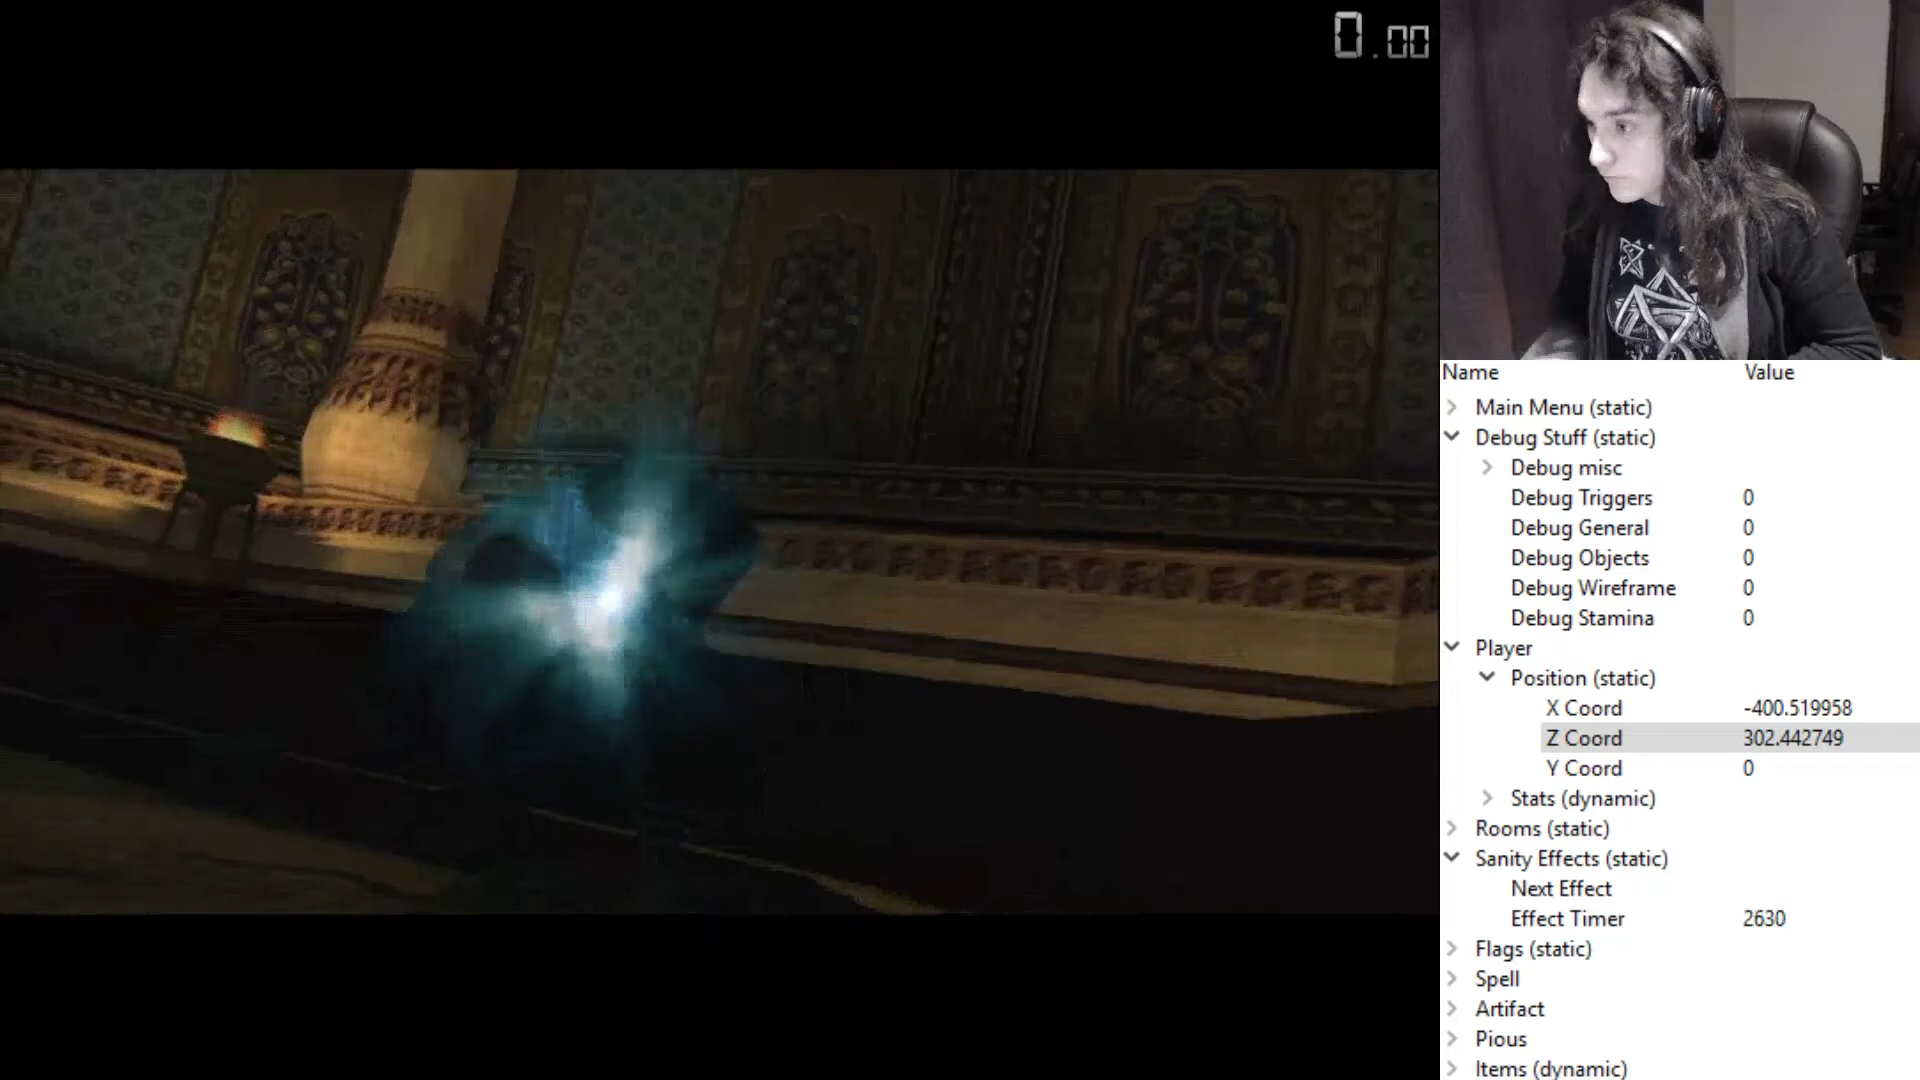 0.00
Name Value
Main Menu (static)
Debug Stuff (static)
Debug misc
Debug Triggers 0
Debug General 0
Debug Objects 0
Debug Wireframe 0
Debug Stamina 0
Player
Position (static)
X Coord -400.519958
Z Coord 302.442749
Y Coord 0
Stats (dynamic)
Rooms (static)
Sanity Effects (static)
Next Effect
Effect Timer 2630
Flags (static)
Spell
Artifact
Pious
Items (dynamic)